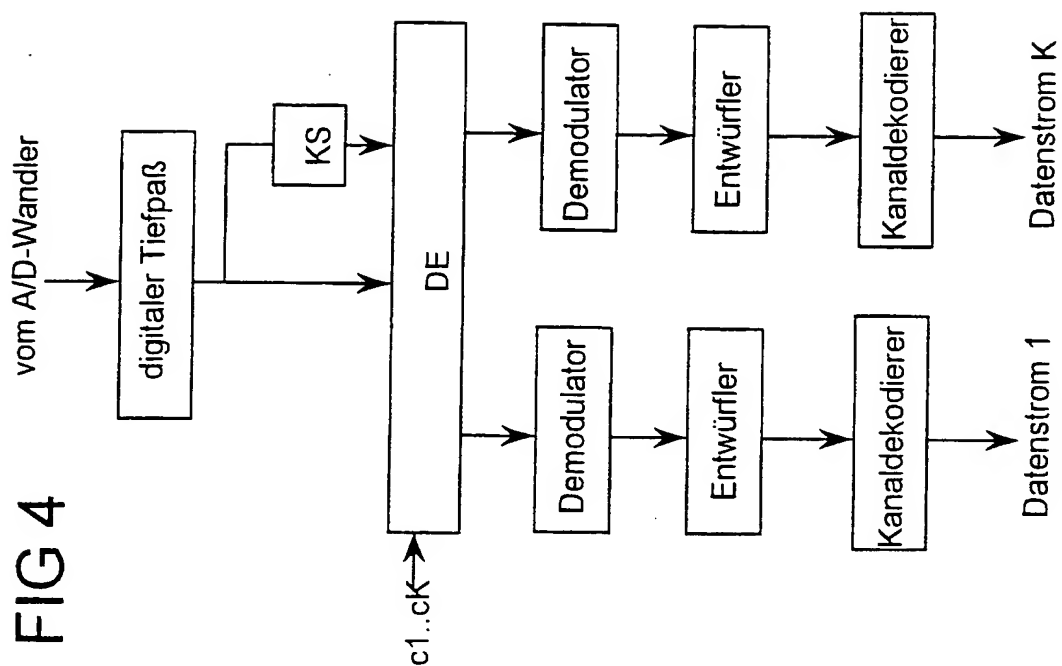 FIG 4
vom A/D-Wandler
digitaler Tiefpaß
KS
c1..cK
DE
Demodulator
Demodulator
Entwürfler
Entwürfler
Kanaldekodierer
Kanaldekodierer
Datenstrom 1
Datenstrom K